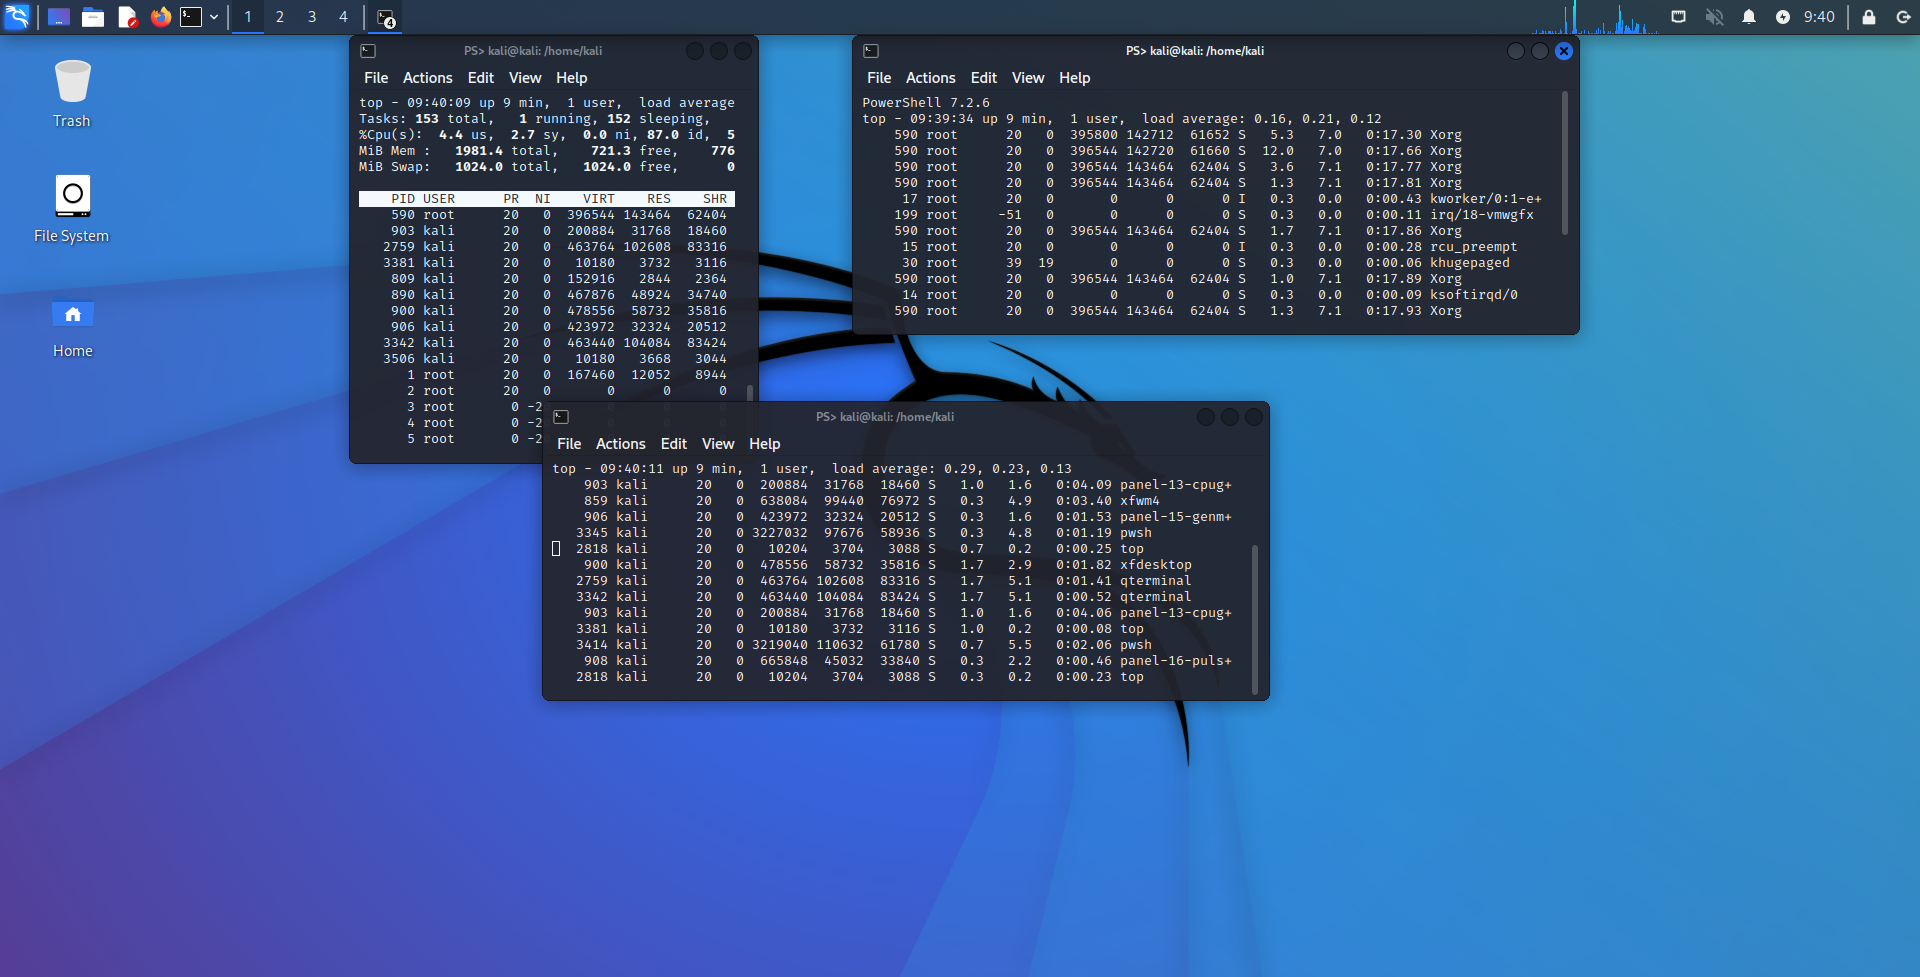 1 2 3 4 4 9:40
Trash
File System
Home
PS> kali@kali: /home/kali
File Actions Edit View Help
top - 09:40:09 up 9 min,  1 user,  load average
Tasks: 153 total,   1 running, 152 sleeping,
%Cpu(s):  4.4 us,  2.7 sy,  0.0 ni, 87.0 id,  5
MiB Mem :   1981.4 total,    721.3 free,    776
MiB Swap:   1024.0 total,   1024.0 free,      0
PID USER      PR  NI    VIRT    RES    SHR
590 root      20   0  396544 143464  62404
903 kali      20   0  200884  31768  18460
2759 kali      20   0  463764 102608  83316
3381 kali      20   0   10180   3732   3116
809 kali      20   0  152916   2844   2364
890 kali      20   0  467876  48924  34740
900 kali      20   0  478556  58732  35816
906 kali      20   0  423972  32324  20512
3342 kali      20   0  463440 104084  83424
3506 kali      20   0   10180   3668   3044
1 root      20   0  167460  12052   8944
2 root      20   0       0      0      0
3 root       0 -2
4 root       0 -2
5 root       0 -2
PS> kali@kali: /home/kali
File Actions Edit View Help
PowerShell 7.2.6
top - 09:39:34 up 9 min,  1 user,  load average: 0.16, 0.21, 0.12
590 root      20   0  395800 142712  61652 S   5.3   7.0   0:17.30 Xorg
590 root      20   0  396544 142720  61660 S  12.0   7.0   0:17.66 Xorg
590 root      20   0  396544 143464  62404 S   3.6   7.1   0:17.77 Xorg
590 root      20   0  396544 143464  62404 S   1.3   7.1   0:17.81 Xorg
17 root      20   0       0      0      0 I   0.3   0.0   0:00.43 kworker/0:1-e+
199 root     -51   0       0      0      0 S   0.3   0.0   0:00.11 irq/18-vmwgfx
590 root      20   0  396544 143464  62404 S   1.7   7.1   0:17.86 Xorg
15 root      20   0       0      0      0 I   0.3   0.0   0:00.28 rcu_preempt
30 root      39  19       0      0      0 S   0.3   0.0   0:00.06 khugepaged
590 root      20   0  396544 143464  62404 S   1.0   7.1   0:17.89 Xorg
14 root      20   0       0      0      0 S   0.3   0.0   0:00.09 ksoftirqd/0
590 root      20   0  396544 143464  62404 S   1.3   7.1   0:17.93 Xorg
PS> kali@kali: /home/kali
File Actions Edit View Help
top - 09:40:11 up 9 min,  1 user,  load average: 0.29, 0.23, 0.13
903 kali      20   0  200884  31768  18460 S   1.0   1.6   0:04.09 panel-13-cpug+
859 kali      20   0  638084  99440  76972 S   0.3   4.9   0:03.40 xfwm4
906 kali      20   0  423972  32324  20512 S   0.3   1.6   0:01.53 panel-15-genm+
3345 kali      20   0 3227032  97676  58936 S   0.3   4.8   0:01.19 pwsh
2818 kali      20   0   10204   3704   3088 S   0.7   0.2   0:00.25 top
900 kali      20   0  478556  58732  35816 S   1.7   2.9   0:01.82 xfdesktop
2759 kali      20   0  463764 102608  83316 S   1.7   5.1   0:01.41 qterminal
3342 kali      20   0  463440 104084  83424 S   1.7   5.1   0:00.52 qterminal
903 kali      20   0  200884  31768  18460 S   1.0   1.6   0:04.06 panel-13-cpug+
3381 kali      20   0   10180   3732   3116 S   1.0   0.2   0:00.08 top
3414 kali      20   0 3219040 110632  61780 S   0.7   5.5   0:02.06 pwsh
908 kali      20   0  665848  45032  33840 S   0.3   2.2   0:00.46 panel-16-puls+
2818 kali      20   0   10204   3704   3088 S   0.3   0.2   0:00.23 top